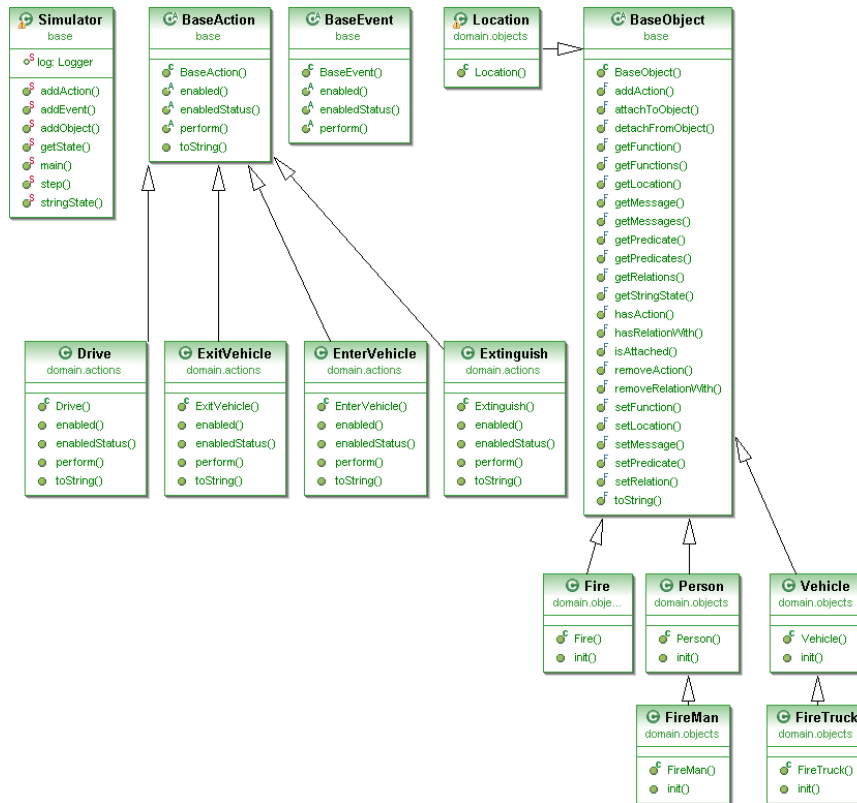 Simulator
base
log: Logger
addAction()
addEvent()
addObject()
getState()
main()
step()
stringState()
BaseAction
base
BaseAction()
enabled()
enabledStatus()
perform()
toString()
BaseEvent
base
BaseEvent()
enabled()
enabledStatus()
perform()
Location
domain.objects
Location()
BaseObject
base
BaseObject()
addAction()
attachToObject()
detachFromObject()
getFunction()
getFunctions()
getLocation()
getMessage()
getMessages()
getPredicate()
getPredicates()
getRelations()
getStringState()
hasAction()
hasRelationWith()
isAttached()
removeAction()
removeRelationWith()
setFunction()
setLocation()
setMessage()
setPredicate()
setRelation()
toString()
Drive
domain.actions
Drive()
enabled()
enabledStatus()
perform()
toString()
ExitVehicle
domain.actions
ExitVehicle()
enabled()
enabledStatus()
perform()
toString()
EnterVehicle
domain.actions
EnterVehicle()
enabled()
enabledStatus()
perform()
toString()
Extinguish
domain.actions
Extinguish()
enabled()
enabledStatus()
perform()
toString()
Fire
domain.obje...
Fire()
init()
Person
domain.objects
Person()
init()
Vehicle
domain.objects
Vehicle()
init()
FireMan
domain.objects
FireMan()
init()
FireTruck
domain.objects
FireTruck()
init()